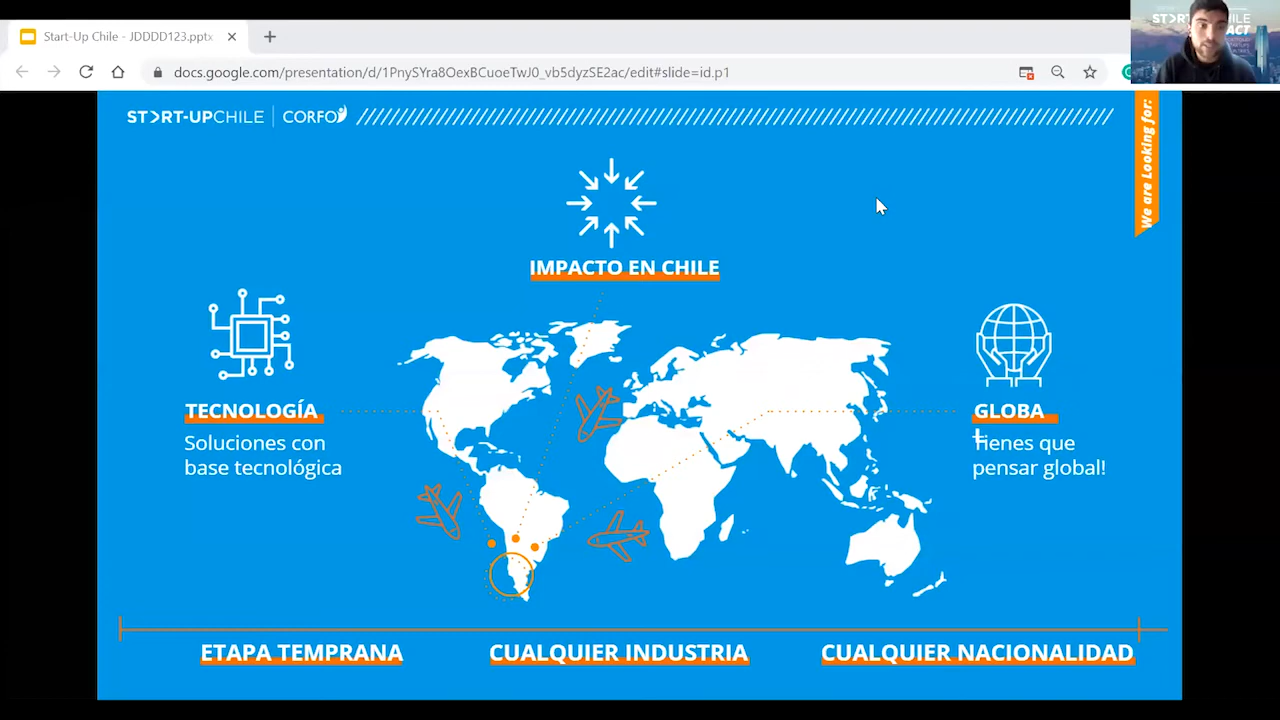 Start-Up Chile - JDDDD123.pptx
docs.google.com/presentation/d/1PnySYra8OexBCuoeTwJ0_vb5dyzSE2ac/edit#slide=id.p1
START-UPCHILE | CORFO
We are Looking for:
IMPACTO EN CHILE
TECNOLOGÍA
Soluciones con
base tecnológica
GLOBA
L
Tienes que
pensar global!
ETAPA TEMPRANA
CUALQUIER INDUSTRIA
CUALQUIER NACIONALIDAD